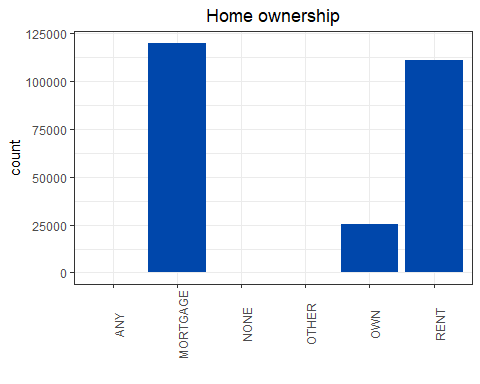 Home ownership
count
125000
100000
75000
50000
25000
0
ANY
MORTGAGE
NONE
OTHER
OWN
RENT